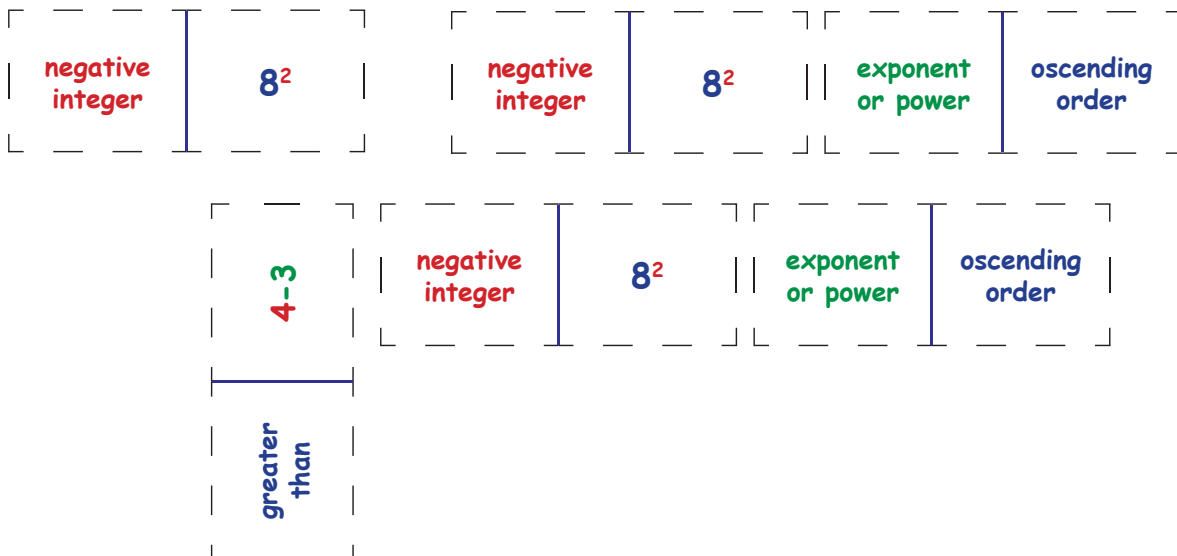 negative
integer
8²
negative
integer
8²
exponent
or power
oscending
order
4-3
greater
than
negative
integer
8²
exponent
or power
oscending
order